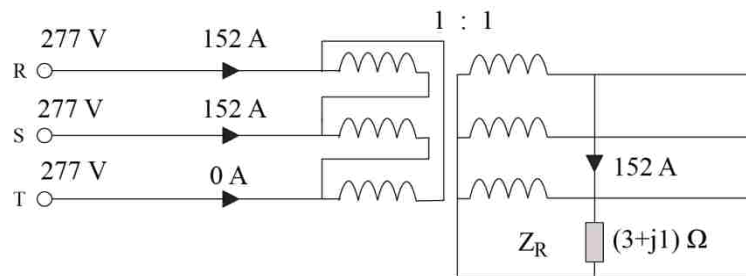 1 : 1
277 V 152 A
R
277 V 152 A
S
277 V 0 A
T
152 A
Z_R (3+j1) Ω